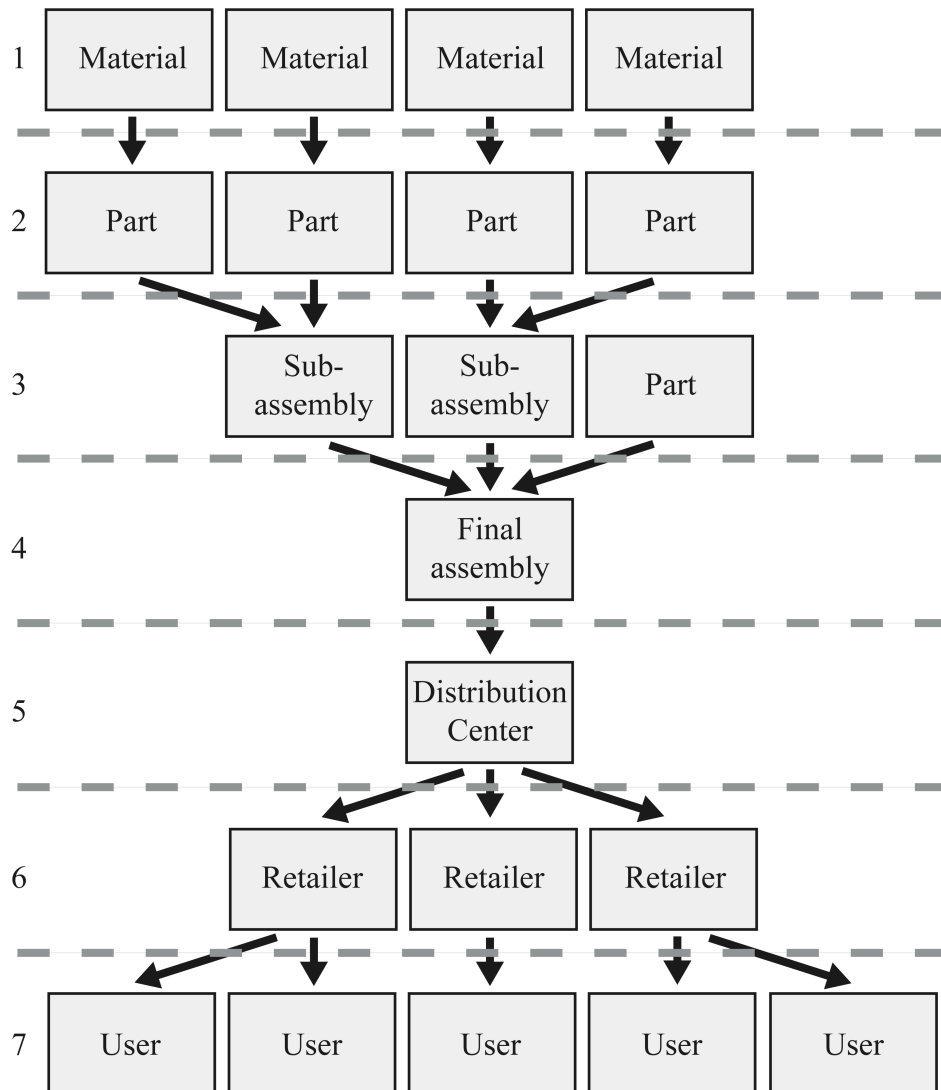 1 Material Material Material Material
2 Part Part Part Part
3 Sub-
assembly Sub-
assembly Part
4 Final
assembly
5 Distribution
Center
6 Retailer Retailer Retailer
7 User User User User User